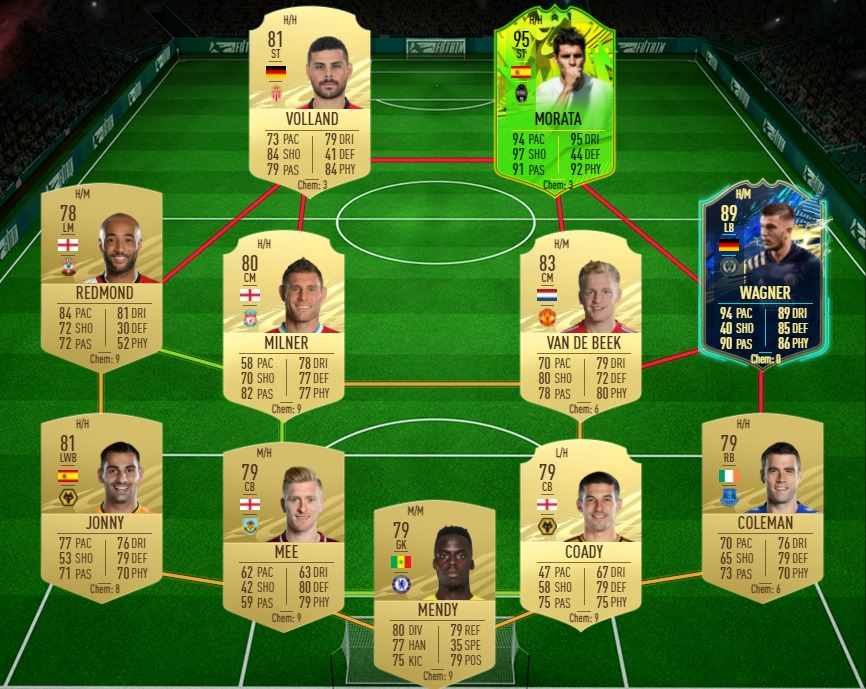 FUTBIN
FUTBIN
FUTBIN
H/H
81
ST
VOLLAND
73 PAC 79 DRI
84 SHO 41 DEF
79 PAS 84 PHY
Chem: 3
H/H
95
ST
MORATA
94 PAC 95 DRI
97 SHO 44 DEF
91 PAS 92 PHY
Chem: 3
H/M
78
LM
REDMOND
84 PAC 81 DRI
72 SHO 30 DEF
72 PAS 52 PHY
Chem: 9
H/H
80
CM
MILNER
58 PAC 78 DRI
70 SHO 77 DEF
82 PAS 77 PHY
Chem: 9
H/M
83
CM
VAN DE BEEK
70 PAC 79 DRI
80 SHO 72 DEF
78 PAS 80 PHY
Chem: 6
H/M
89
LB
WAGNER
94 PAC 89 DRI
40 SHO 85 DEF
90 PAS 86 PHY
Chem: 0
H/H
81
LWB
JONNY
77 PAC 76 DRI
53 SHO 79 DEF
71 PAS 70 PHY
Chem: 8
M/H
79
CB
MEE
62 PAC 63 DRI
42 SHO 80 DEF
59 PAS 79 PHY
Chem: 9
M/M
79
GK
MENDY
80 DIV 79 REF
77 HAN 35 SPE
75 KIC 79 POS
Chem: 9
L/H
79
CB
COADY
47 PAC 67 DRI
58 SHO 79 DEF
75 PAS 75 PHY
Chem: 9
H/H
79
RB
COLEMAN
70 PAC 76 DRI
65 SHO 79 DEF
73 PAS 70 PHY
Chem: 6